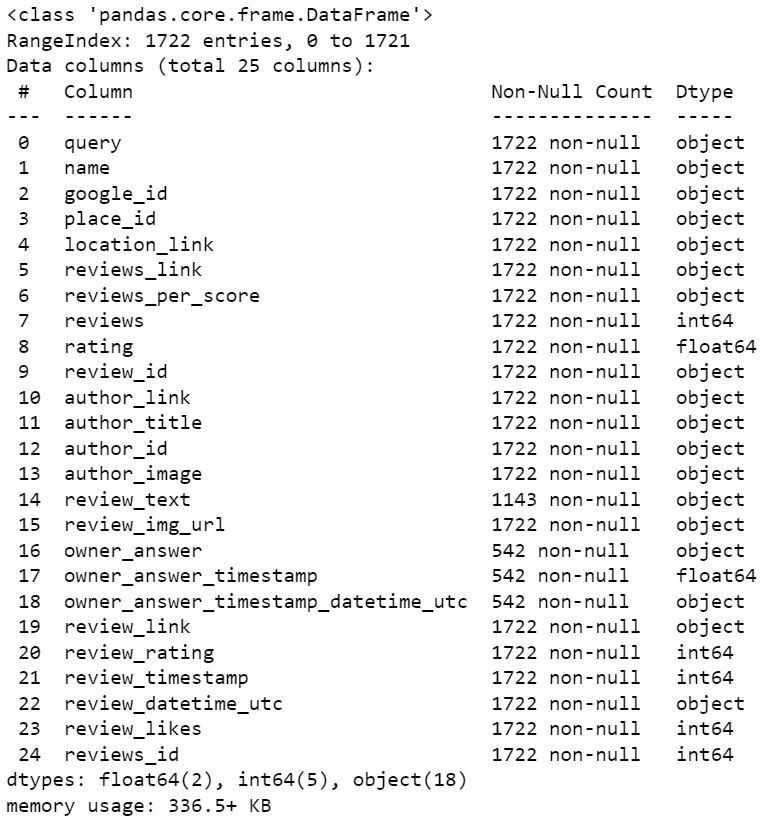 <class 'pandas.core.frame.DataFrame'>
RangeIndex: 1722 entries, 0 to 1721
Data columns (total 25 columns):
 #   Column                             Non-Null Count  Dtype
---  ------                             --------------  -----
 0   query                              1722 non-null   object
 1   name                               1722 non-null   object
 2   google_id                          1722 non-null   object
 3   place_id                           1722 non-null   object
 4   location_link                      1722 non-null   object
 5   reviews_link                       1722 non-null   object
 6   reviews_per_score                  1722 non-null   object
 7   reviews                            1722 non-null   int64
 8   rating                             1722 non-null   float64
 9   review_id                          1722 non-null   object
 10  author_link                        1722 non-null   object
 11  author_title                       1722 non-null   object
 12  author_id                          1722 non-null   object
 13  author_image                       1722 non-null   object
 14  review_text                        1143 non-null   object
 15  review_img_url                     1722 non-null   object
 16  owner_answer                       542 non-null    object
 17  owner_answer_timestamp             542 non-null    float64
 18  owner_answer_timestamp_datetime_utc  542 non-null    object
 19  review_link                        1722 non-null   object
 20  review_rating                      1722 non-null   int64
 21  review_timestamp                   1722 non-null   int64
 22  review_datetime_utc                1722 non-null   object
 23  review_likes                       1722 non-null   int64
 24  reviews_id                         1722 non-null   int64
dtypes: float64(2), int64(5), object(18)
memory usage: 336.5+ KB